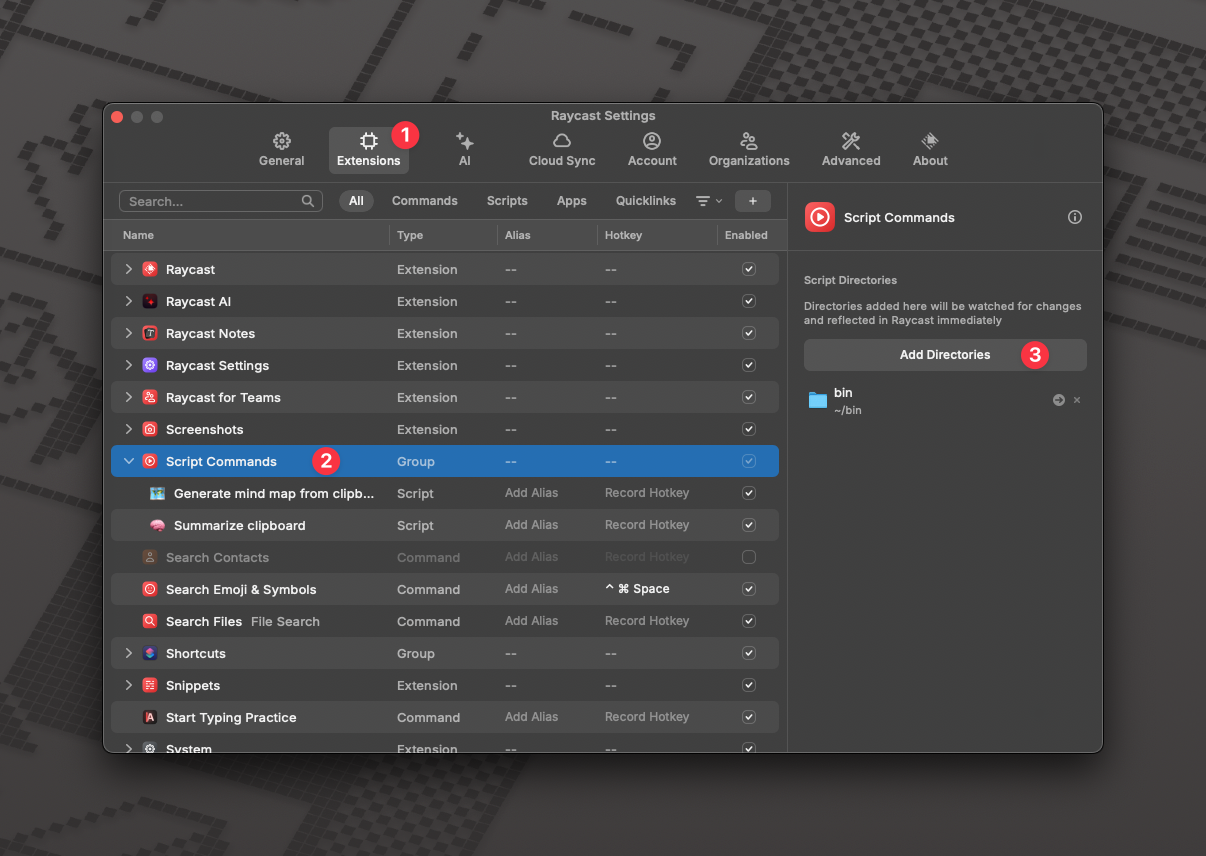 Raycast Settings
General
Extensions
1
AI
Cloud Sync
Account
Organizations
Advanced
About
Search...
All
Commands
Scripts
Apps
Quicklinks
+
Name Type Alias Hotkey Enabled
Raycast Extension -- --
Raycast AI Extension -- --
Raycast Notes Extension -- --
Raycast Settings Extension -- --
Raycast for Teams Extension -- --
Screenshots Extension -- --
Script Commands 2 Group -- --
Generate mind map from clipb... Script Add Alias Record Hotkey
Summarize clipboard Script Add Alias Record Hotkey
Search Contacts Command Add Alias Record Hotkey
Search Emoji & Symbols Command Add Alias ^ ⌘ Space
Search Files File Search Command Add Alias Record Hotkey
Shortcuts Group -- --
Snippets Extension -- --
Start Typing Practice Command Add Alias Record Hotkey
System Extension -- --
Script Commands
Script Directories
Directories added here will be watched for changes
and reflected in Raycast immediately
Add Directories 3
bin
~/bin